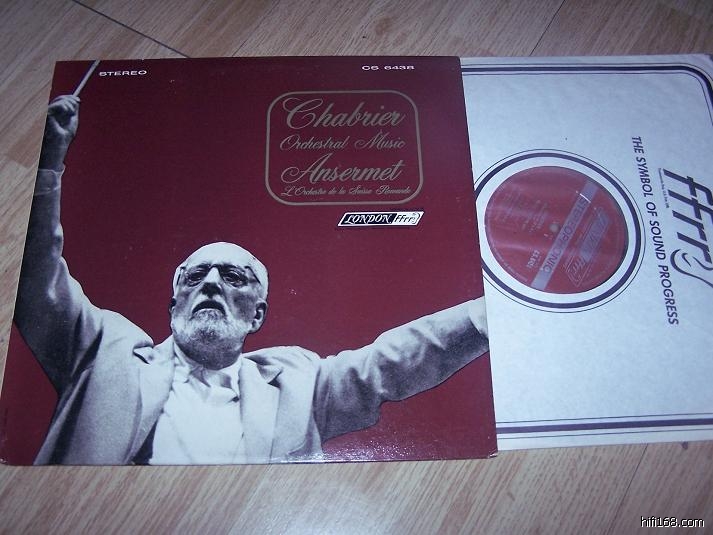 STEREO
CS 6438
Chabrier
Orchestral Music
Ansermet
L'Orchestre de la Suisse Romande
LONDON ffrr
ffrr
THE SYMBOL OF SOUND PROGRESS
hifi168.com